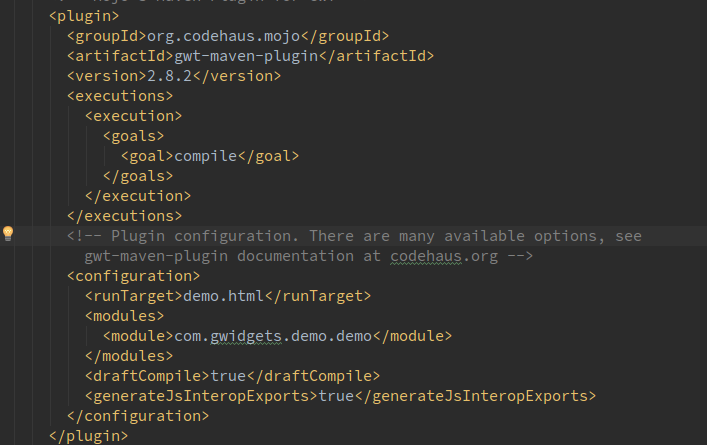 <plugin>
<groupId>org.codehaus.mojo</groupId>
<artifactId>gwt-maven-plugin</artifactId>
<version>2.8.2</version>
<executions>
<execution>
<goals>
<goal>compile</goal>
</goals>
</execution>
</executions>
<!-- Plugin configuration. There are many available options, see
gwt-maven-plugin documentation at codehaus.org -->
<configuration>
<runTarget>demo.html</runTarget>
<modules>
<module>com.gwidgets.demo.demo</module>
</modules>
<draftCompile>true</draftCompile>
<generateJsInteropExports>true</generateJsInteropExports>
</configuration>
</plugin>